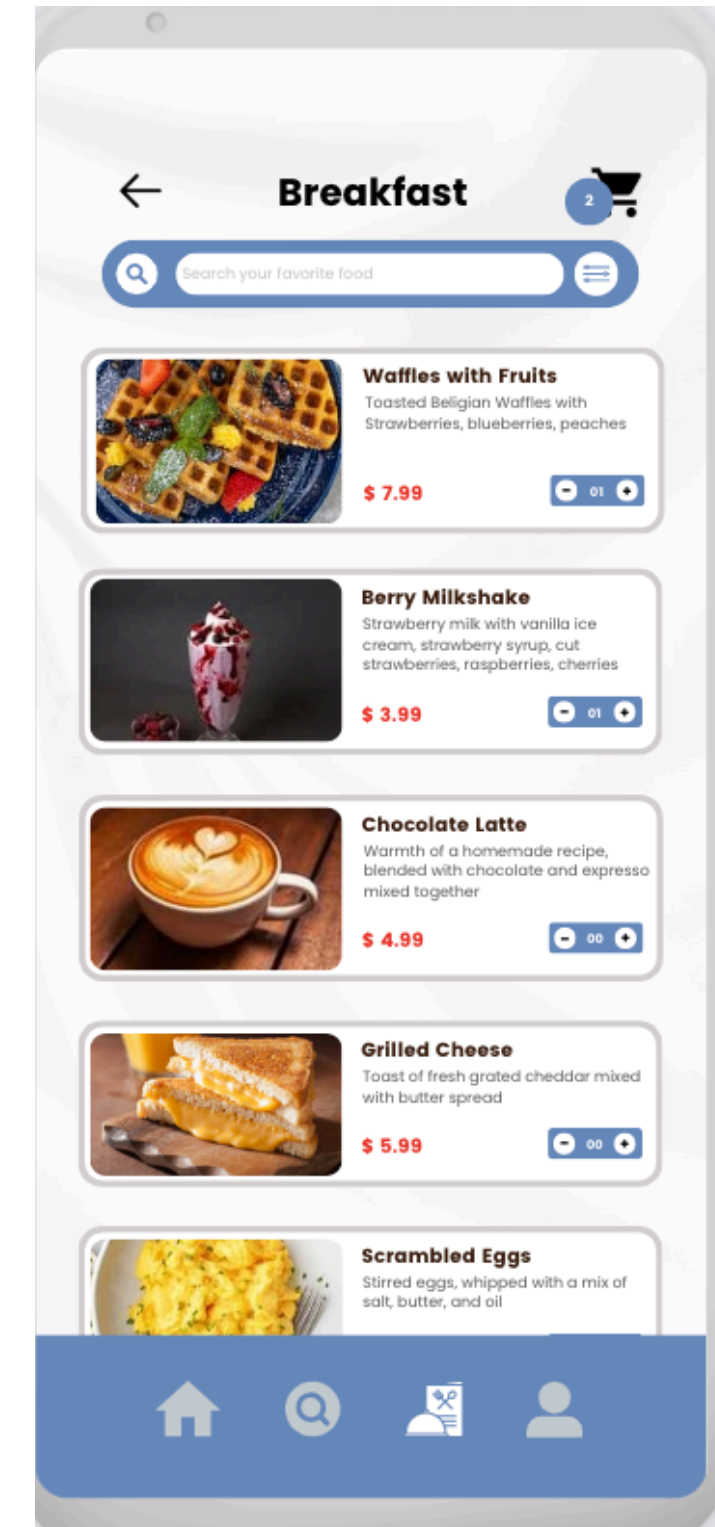 Breakfast
2
Search your favorite food
Waffles with Fruits
Toasted Beligian Waffles with
Strawberries, blueberries, peaches
$ 7.99
- 01 +
Berry Milkshake
Strawberry milk with vanilla ice
cream, strawberry syrup, cut
strawberries, raspberries, cherries
$ 3.99
- 01 +
Chocolate Latte
Warmth of a homemade recipe,
blended with chocolate and expresso
mixed together
$ 4.99
- 00 +
Grilled Cheese
Toast of fresh grated cheddar mixed
with butter spread
$ 5.99
- 00 +
Scrambled Eggs
Stirred eggs, whipped with a mix of
salt, butter, and oil